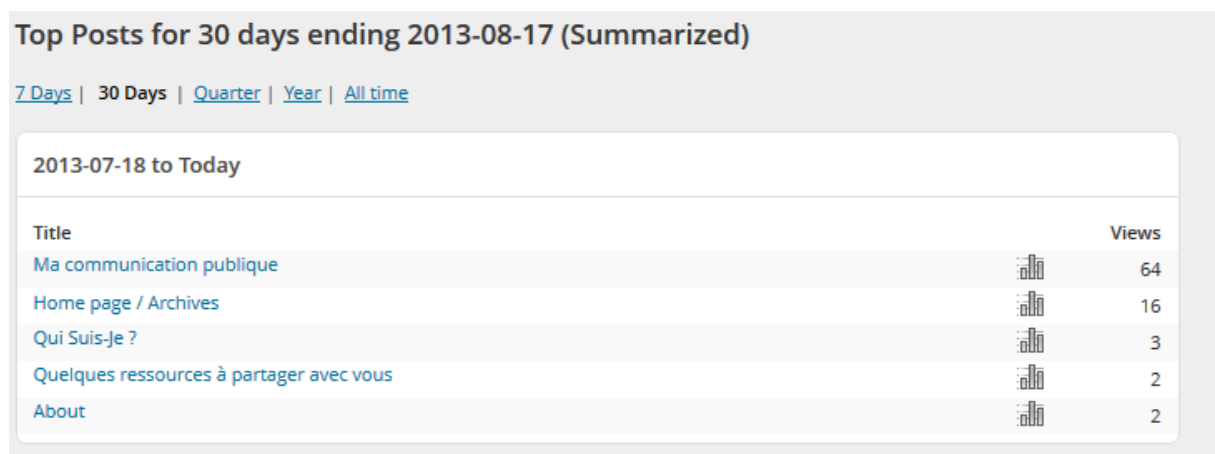 Top Posts for 30 days ending 2013-08-17 (Summarized)
7 Days | 30 Days | Quarter | Year | All time
2013-07-18 to Today
Title Views
Ma communication publique 64
Home page / Archives 16
Qui Suis-Je ? 3
Quelques ressources à partager avec vous 2
About 2